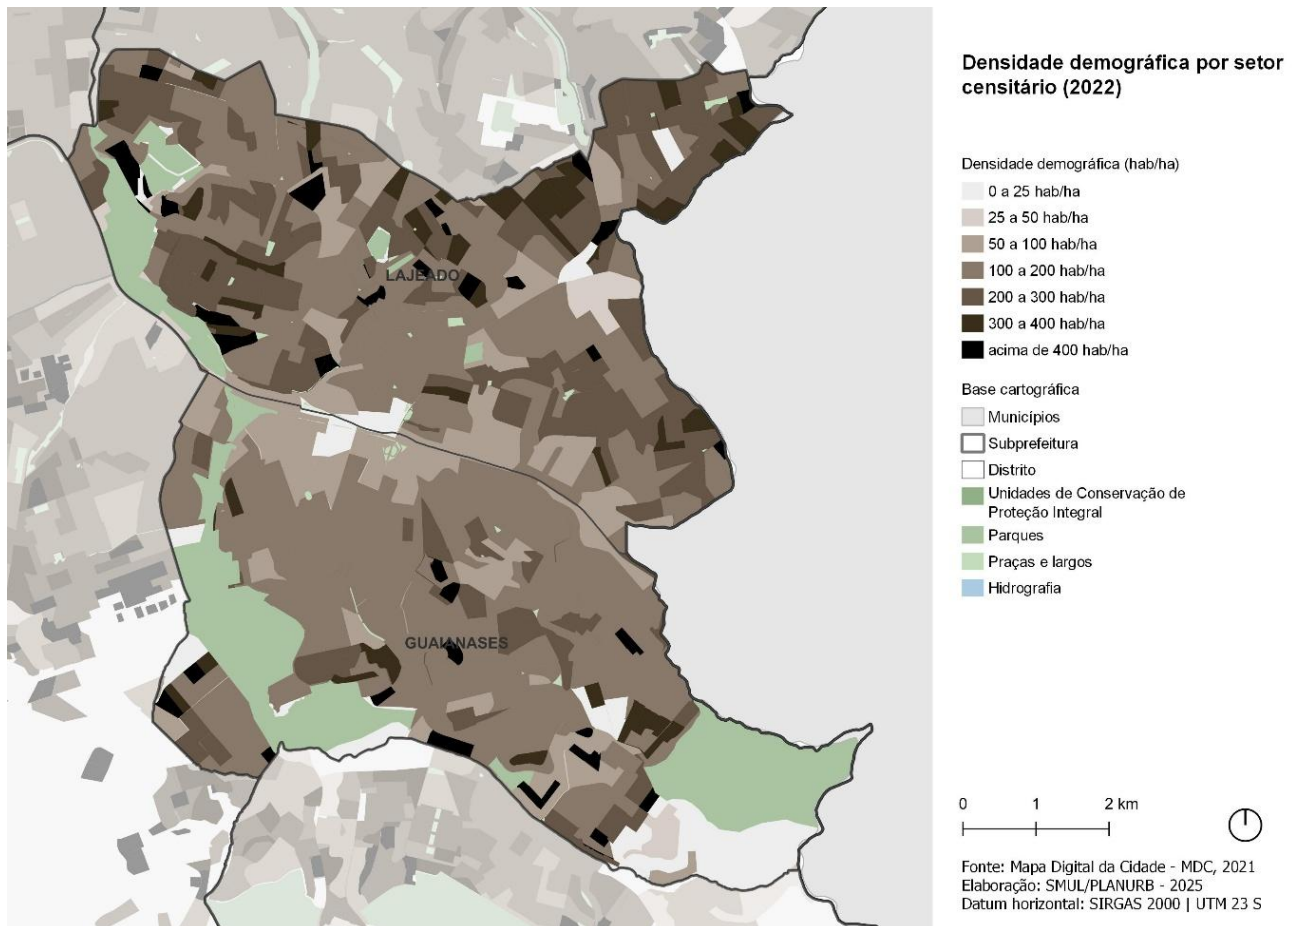 Densidade demográfica por setor
censitário (2022)
Densidade demográfica (hab/ha)
0 a 25 hab/ha
25 a 50 hab/ha
50 a 100 hab/ha
100 a 200 hab/ha
200 a 300 hab/ha
300 a 400 hab/ha
acima de 400 hab/ha
Base cartográfica
Municípios
Subprefeitura
Distrito
Unidades de Conservação de
Proteção Integral
Parques
Praças e largos
Hidrografia
LAJEADO
GUAIANASES
0 1 2 km
Fonte: Mapa Digital da Cidade - MDC, 2021
Elaboração: SMUL/PLANURB - 2025
Datum horizontal: SIRGAS 2000 | UTM 23 S